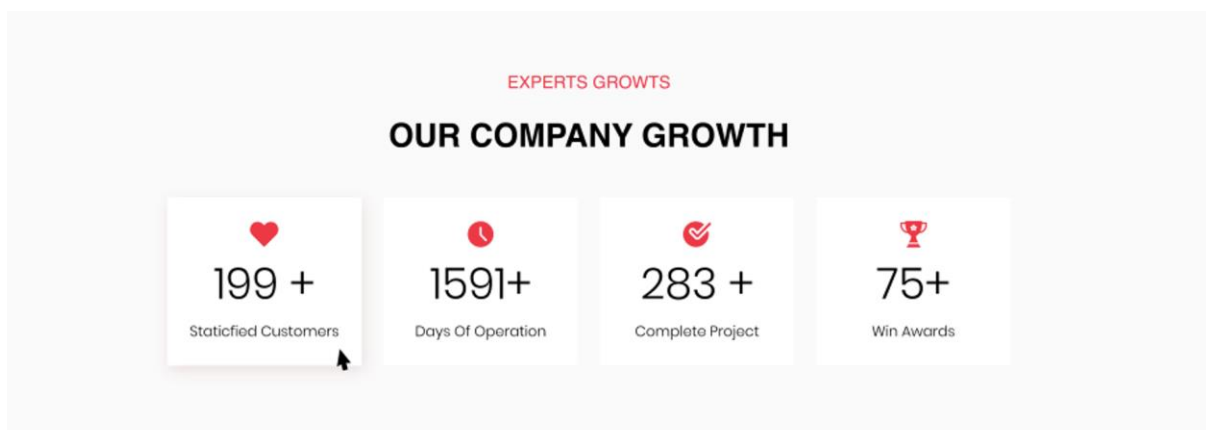 EXPERTS GROWTS
OUR COMPANY GROWTH
199 +
Staticfied Customers
1591+
Days Of Operation
283 +
Complete Project
75+
Win Awards